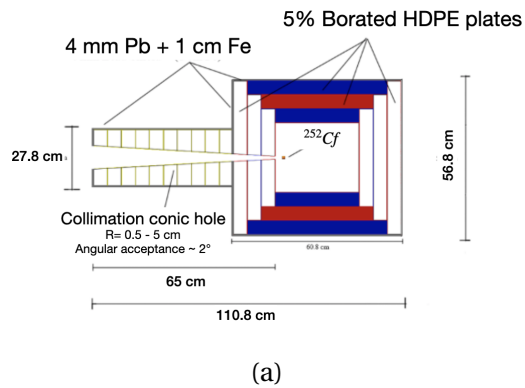 5% Borated HDPE plates
4 mm Pb + 1 cm Fe
252Cf
27.8 cm
56.8 cm
Collimation conic hole
R= 0.5 - 5 cm
Angular acceptance ~ 2°
60.8 cm
65 cm
110.8 cm
(a)